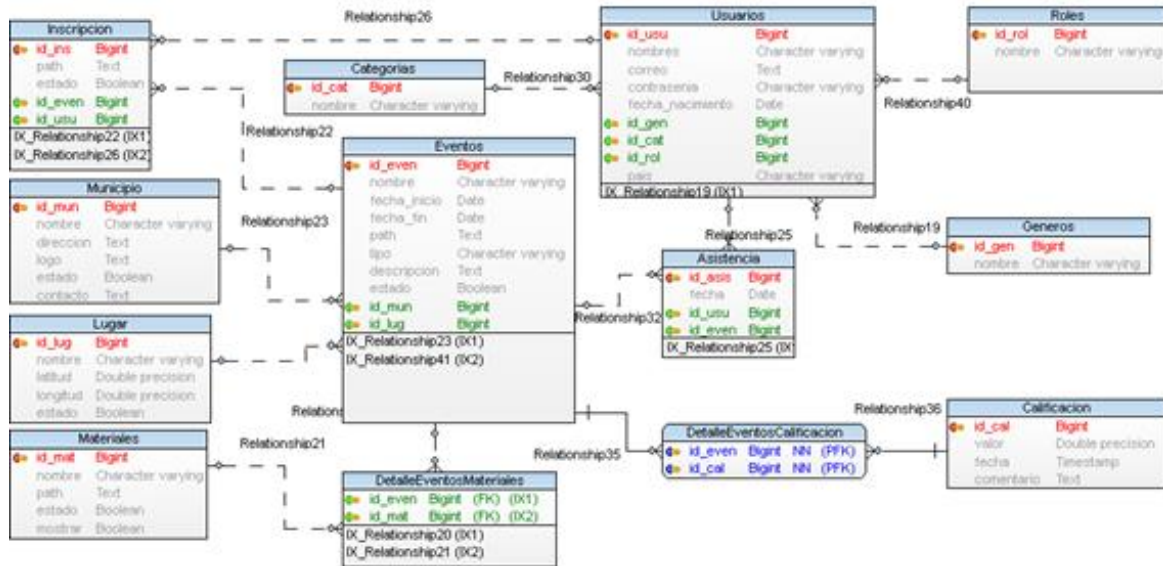 Relationship26
Inscripcion
id_ins Bigint
path Text
estado Boolean
id_even Bigint
id_usu Bigint
IX_Relationship22 (IX1)
IX_Relationship26 (IX2)
Categorias
id_cat Bigint
nombre Character varying
Relationship30
Usuarios
id_usu Bigint
nombres Character varying
correo Text
contrasenia Character varying
fecha_nacimiento Date
id_gen Bigint
id_cat Bigint
id_rol Bigint
pais Character varying
IX_Relationship19 (IX1)
Roles
id_rol Bigint
nombre Character varying
Relationship40
Relationship22
Eventos
id_even Bigint
nombre Character varying
fecha_inicio Date
fecha_fin Date
path Text
tipo Character varying
descripcion Text
estado Boolean
id_mun Bigint
id_lug Bigint
IX_Relationship23 (IX1)
IX_Relationship41 (IX2)
Municipio
id_mun Bigint
nombre Character varying
direccion Text
logo Text
estado Boolean
contacto Text
Relationship23
Relationship25
Relationship19
Generos
id_gen Bigint
nombre Character varying
Asistencia
id_asis Bigint
fecha Date
id_usu Bigint
id_even Bigint
IX_Relationship25 (IX
Relationship32
Lugar
id_lug Bigint
nombre Character varying
latitud Double precision
longitud Double precision
estado Boolean
Relations
Materiales
id_mat Bigint
nombre Character varying
path Text
estado Boolean
mostrar Boolean
Relationship21
DetalleEventosMateriales
id_even Bigint (FK) (IX1)
id_mat Bigint (FK) (IX2)
IX_Relationship20 (IX1)
IX_Relationship21 (IX2)
Relationship35
DetalleEventosCalificacion
id_even Bigint NN (PFK)
id_cal Bigint NN (PFK)
Relationship36
Calificacion
id_cal Bigint
valor Double precision
fecha Timestamp
comentario Text